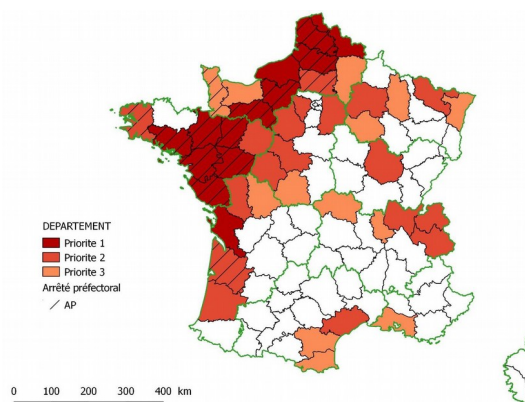 DEPARTEMENT
Priorite 1
Priorite 2
Priorite 3
Arrêté préfectoral
AP
0 100 200 300 400 km